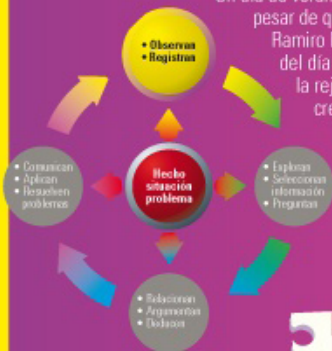 pesar de q
Ramiro
del día
la rej
cre
• Observan
• Registran
• Comunican
• Aplican
• Resuelven
problemas
Hecho
situación
problema
• Exploran
• Seleccionan
información
• Preguntan
• Relacionan
• Argumentan
• Deducen